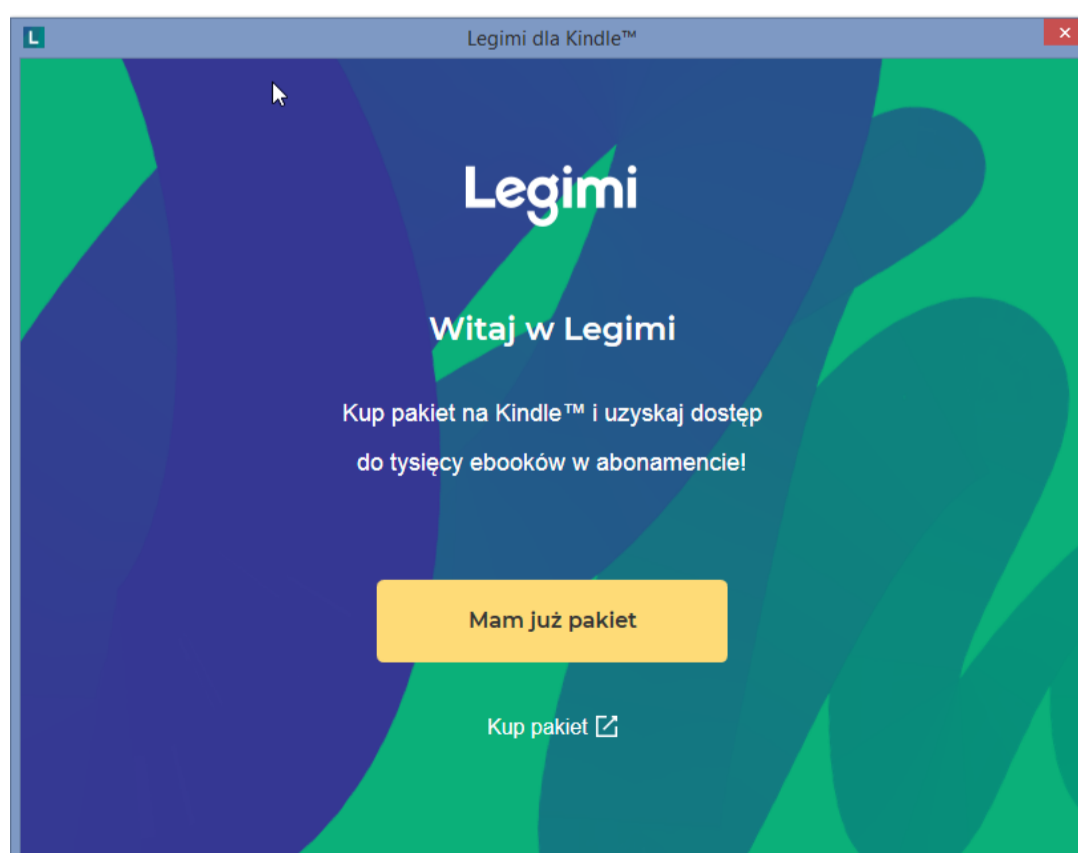 L
Legimi dla Kindle™
Legimi
Witaj w Legimi
Kup pakiet na Kindle™ i uzyskaj dostęp
do tysięcy ebooków w abonamencie!
Mam już pakiet
Kup pakiet